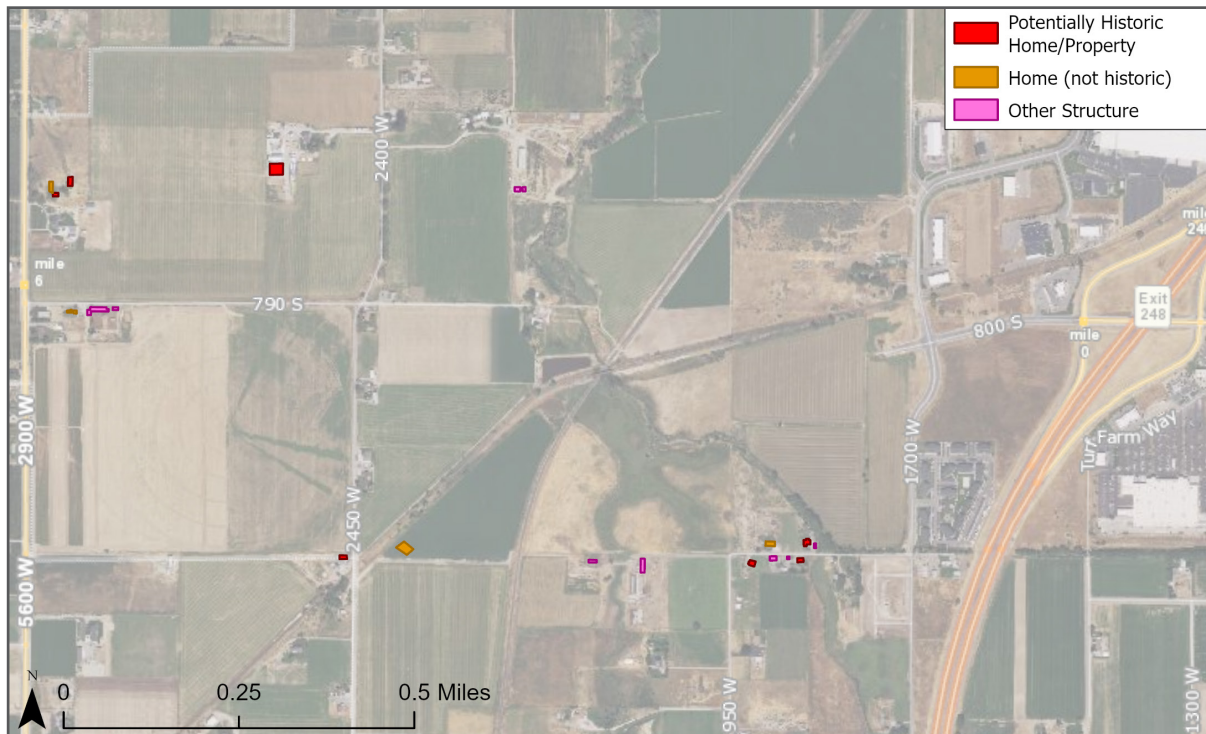 Potentially Historic
Home/Property
Home (not historic)
Other Structure
2400 W
mile
6
790 S
mile
800 S
Exit
248
mile
0
2900 W
1700 W
Turf Farm Way
2450 W
5600 W
950 W
1300 W
N
0
0.25
0.5 Miles